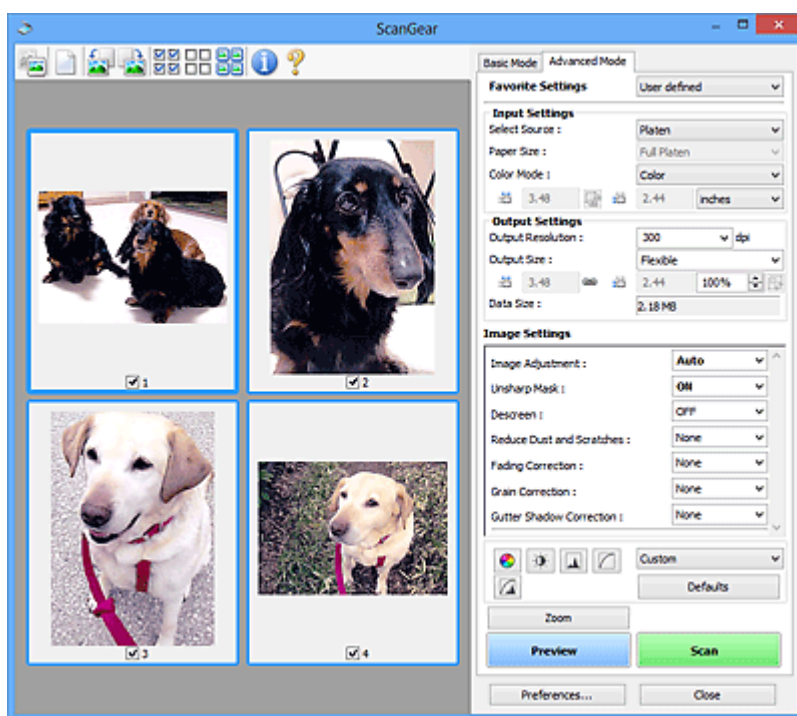 ScanGear
Basic Mode Advanced Mode
Favorite Settings User defined
Input Settings
Select Source : Platen
Paper Size : Full Platen
Color Mode : Color
3.48 2.44 inches
Output Settings
Output Resolution : 300 dpi
Output Size : Flexible
3.48 2.44 100%
Data Size : 2.18 MB
Image Settings
Image Adjustment : Auto
Unsharp Mask : ON
Descreen : OFF
Reduce Dust and Scratches : None
Fading Correction : None
Grain Correction : None
Gutter Shadow Correction : None
Custom
Defaults
Zoom
Preview Scan
Preferences... Close
1
2
3
4